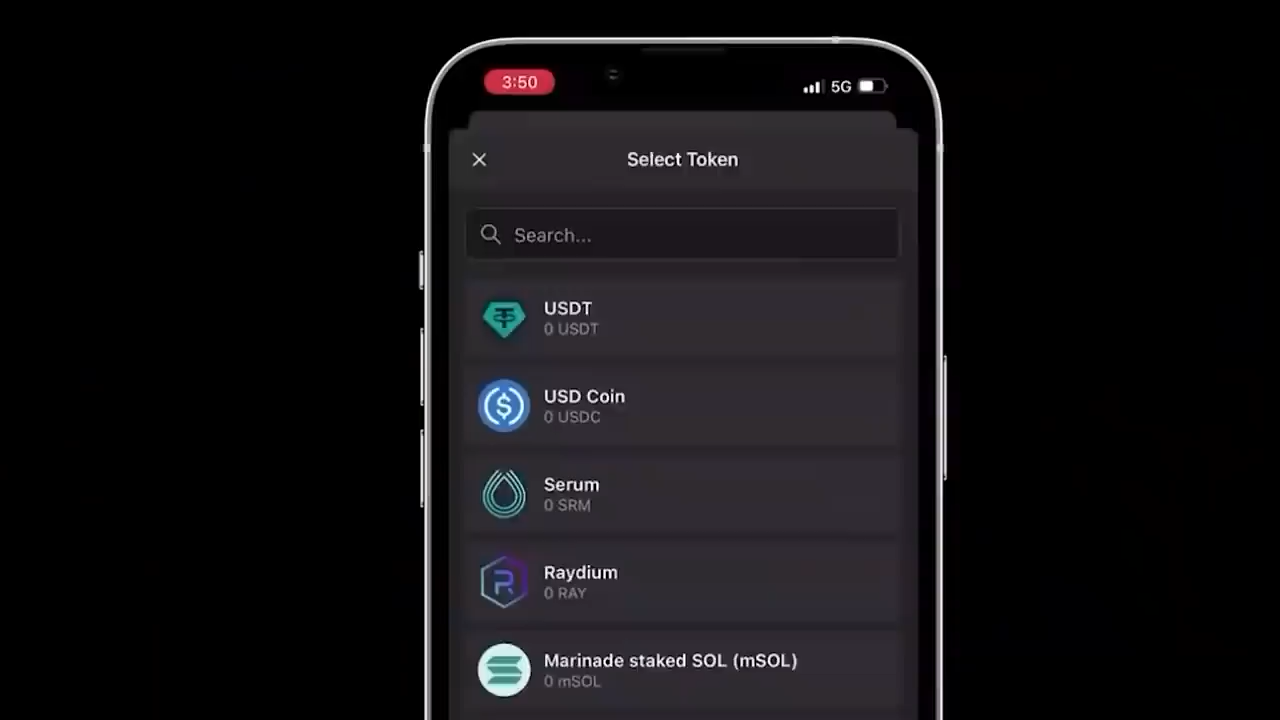 3:50
5G
Select Token
Search...
USDT
0 USDT
USD Coin
0 USDC
Serum
0 SRM
Raydium
0 RAY
Marinade staked SOL (mSOL)
0 mSOL